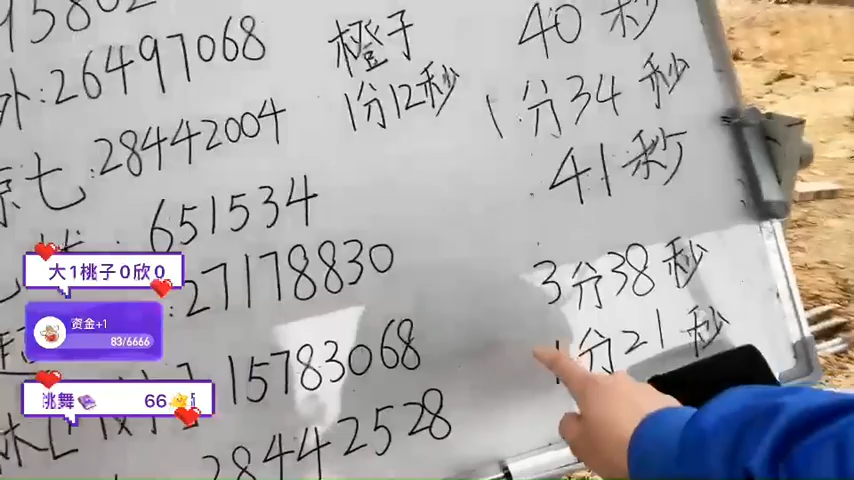 橙子
40秒
外:26497068
1分12秒
1分34秒
京七:28442004
41秒
651534
3分38秒
大1桃子0欣0
:27178830
资金+1
83/6666
1分21秒
15783068
跳舞 66
28442528